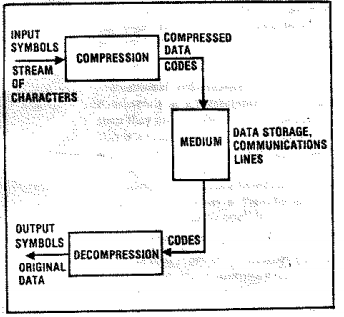 INPUT
SYMBOLS
STREAM
OF
CHARACTERS
COMPRESSION
COMPRESSED
DATA
CODES
MEDIUM
DATA STORAGE,
COMMUNICATIONS
LINES
OUTPUT
SYMBOLS
ORIGINAL
DATA
DECOMPRESSION
CODES